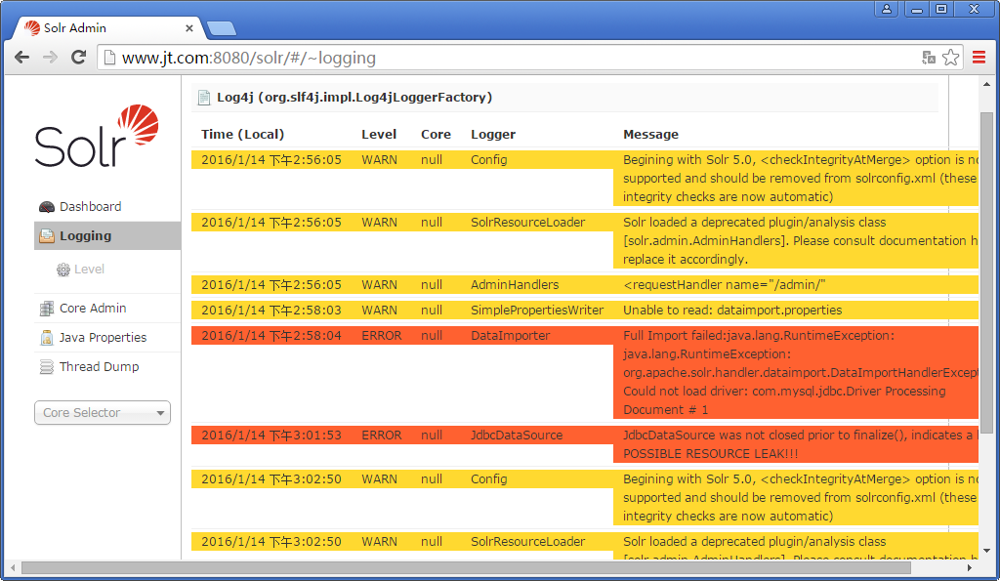 Solr Admin
www.jt.com:8080/solr/#/~logging
Solr
Dashboard
Logging
Level
Core Admin
Java Properties
Thread Dump
Core Selector
Log4j (org.slf4j.impl.Log4jLoggerFactory)
Time (Local) Level Core Logger Message
2016/1/14 下午2:56:05 WARN null Config Begining with Solr 5.0, <checkIntegrityAtMerge> option is no
supported and should be removed from solrconfig.xml (these
integrity checks are now automatic)
2016/1/14 下午2:56:05 WARN null SolrResourceLoader Solr loaded a deprecated plugin/analysis class
[solr.admin.AdminHandlers]. Please consult documentation h
replace it accordingly.
2016/1/14 下午2:56:05 WARN null AdminHandlers <requestHandler name="/admin/"
2016/1/14 下午2:58:03 WARN null SimplePropertiesWriter Unable to read: dataimport.properties
2016/1/14 下午2:58:04 ERROR null DataImporter Full Import failed:java.lang.RuntimeException:
java.lang.RuntimeException:
org.apache.solr.handler.dataimport.DataImportHandlerExcept
Could not load driver: com.mysql.jdbc.Driver Processing
Document # 1
2016/1/14 下午3:01:53 ERROR null JdbcDataSource JdbcDataSource was not closed prior to finalize(), indicates a
POSSIBLE RESOURCE LEAK!!!
2016/1/14 下午3:02:50 WARN null Config Begining with Solr 5.0, <checkIntegrityAtMerge> option is no
supported and should be removed from solrconfig.xml (these
integrity checks are now automatic)
2016/1/14 下午3:02:50 WARN null SolrResourceLoader Solr loaded a deprecated plugin/analysis class
[solr.admin.AdminHandlers]. Please consult documentation h